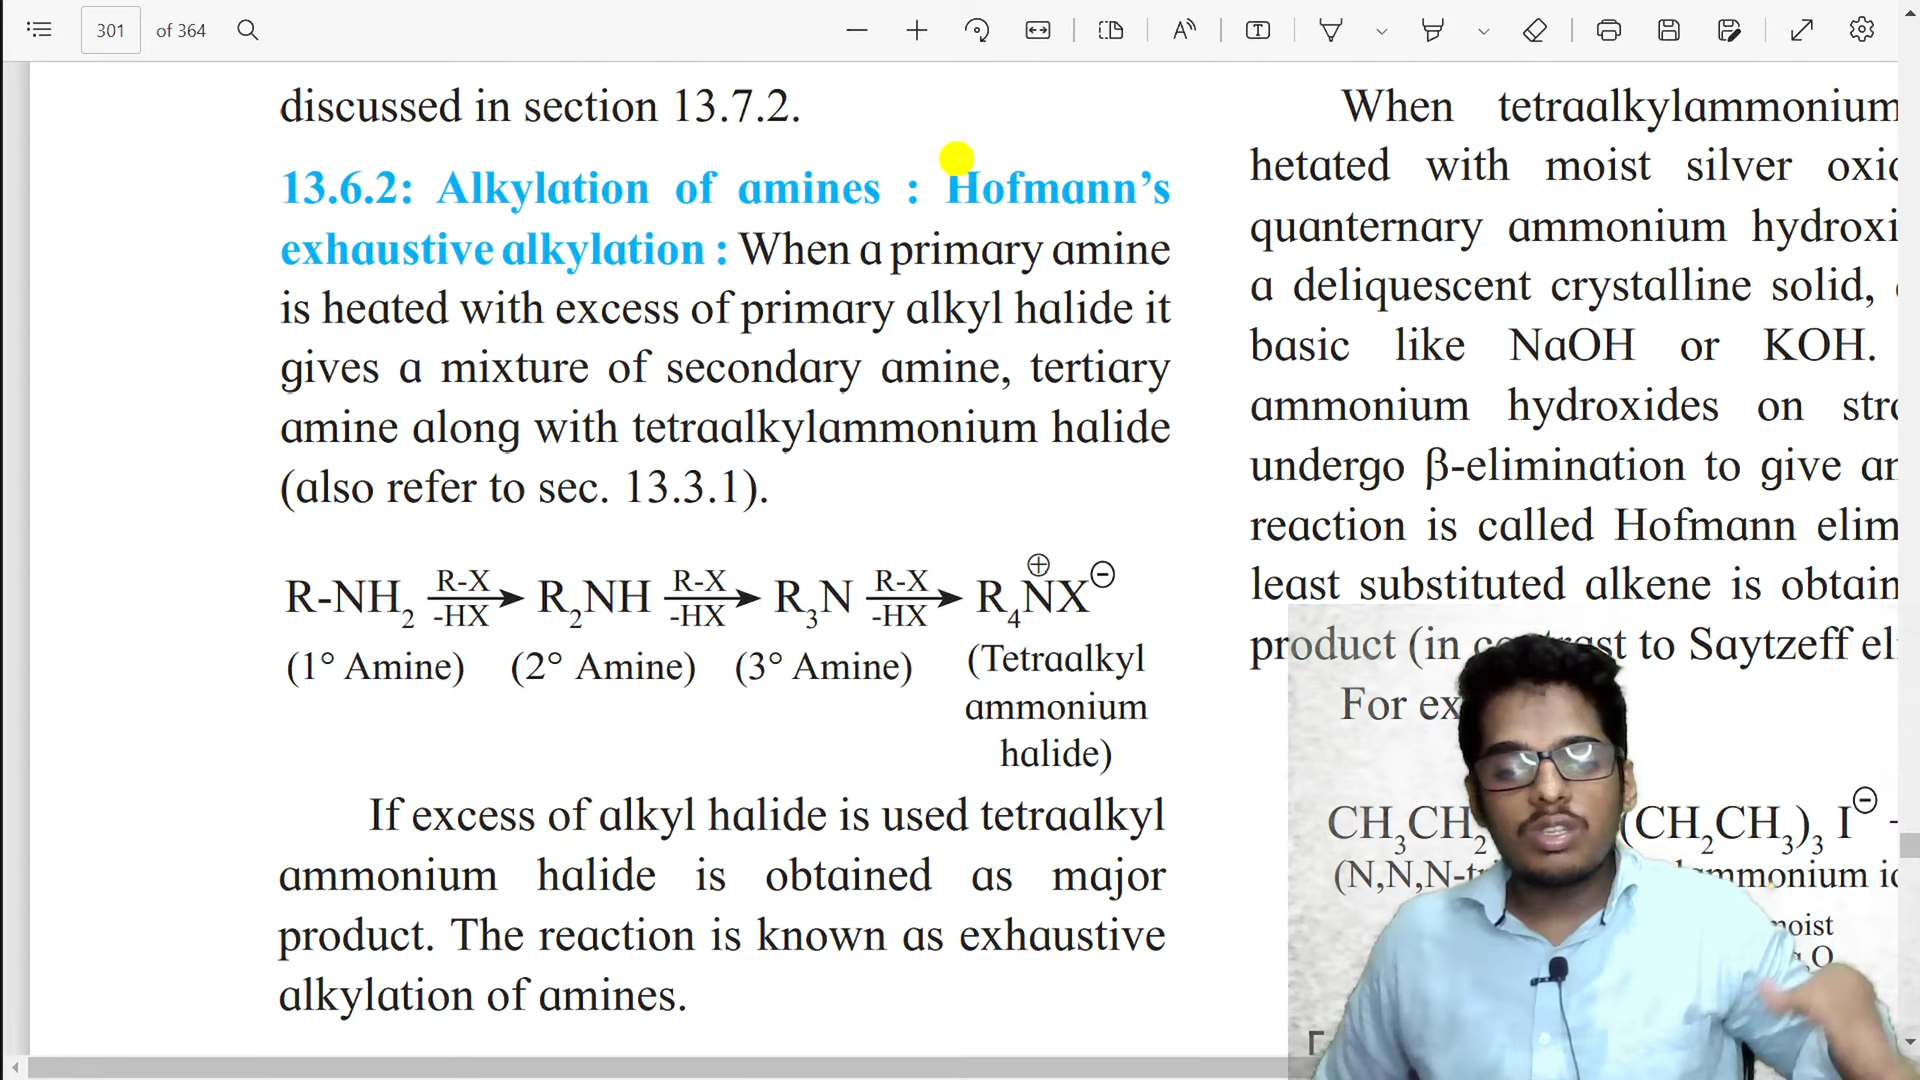 301 of 364
discussed in section 13.7.2.
13.6.2: Alkylation of amines : Hofmann's
exhaustive alkylation : When a primary amine
is heated with excess of primary alkyl halide it
gives a mixture of secondary amine, tertiary
amine along with tetraalkylammonium halide
(also refer to sec. 13.3.1).
R-NH₂ R-X -HX R₂NH R-X -HX R₃N R-X -HX R₄N⊕X⊖
(1° Amine) (2° Amine) (3° Amine) (Tetraalkyl
ammonium
halide)
If excess of alkyl halide is used tetraalkyl
ammonium halide is obtained as major
product. The reaction is known as exhaustive
alkylation of amines.
When tetraalkylammonium
hetated with moist silver
quanternary ammonium
a deliquescent crystalline solid,
basic like NaOH or KOH.
ammonium hydroxides on
undergo β-elimination to give
reaction is called Hofmann
least substituted alkene is
product (in to Saytzeff
For
CH₃CH₂ (CH₂CH₃)₃ I⊖